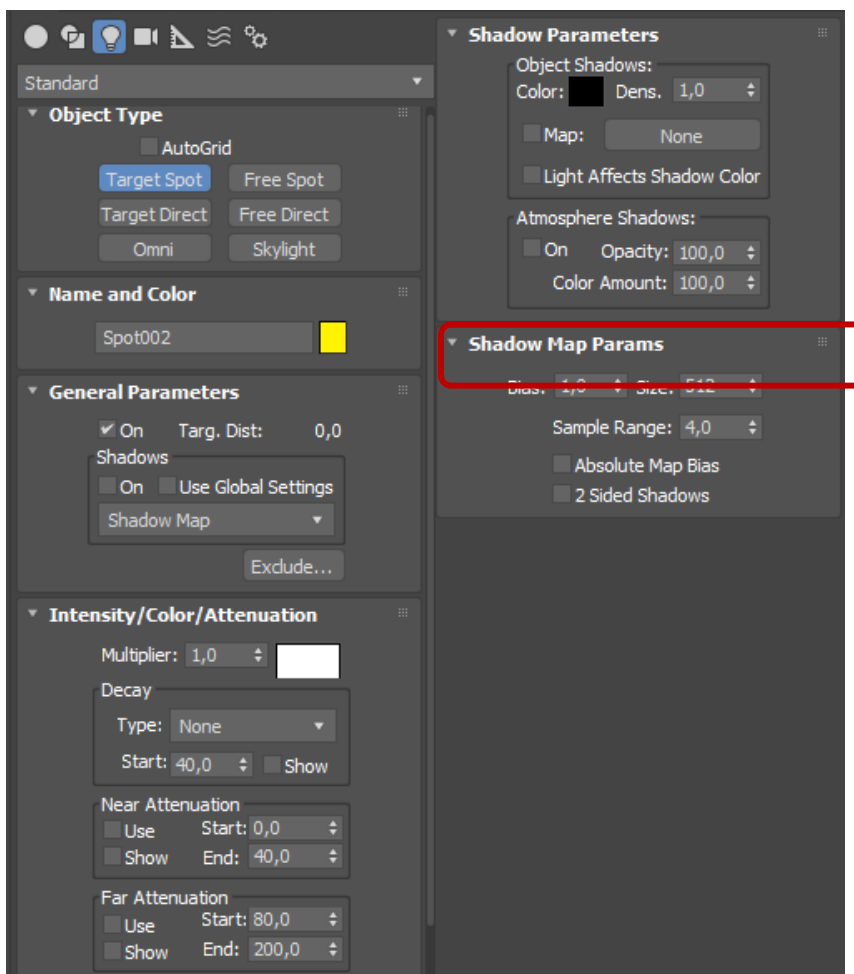 Standard
Object Type
AutoGrid
Target Spot Free Spot
Target Direct Free Direct
Omni Skylight
Name and Color
Spot002
General Parameters
On Targ. Dist: 0,0
Shadows
On Use Global Settings
Shadow Map
Exclude...
Intensity/Color/Attenuation
Multiplier: 1,0
Decay
Type: None
Start: 40,0 Show
Near Attenuation
Use Start: 0,0
Show End: 40,0
Far Attenuation
Use Start: 80,0
Show End: 200,0
Shadow Parameters
Object Shadows:
Color: Dens. 1,0
Map: None
Light Affects Shadow Color
Atmosphere Shadows:
On Opacity: 100,0
Color Amount: 100,0
Shadow Map Params
Bias: 1,0 Size: 512
Sample Range: 4,0
Absolute Map Bias
2 Sided Shadows